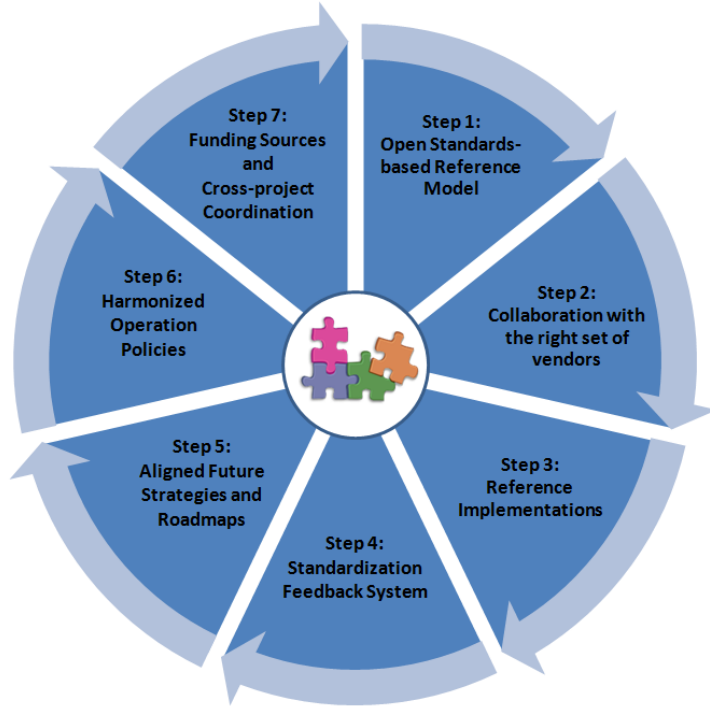 Step 1:
Open Standards-
based Reference
Model
Step 2:
Collaboration with
the right set of
vendors
Step 3:
Reference
Implementations
Step 4:
Standardization
Feedback System
Step 5:
Aligned Future
Strategies and
Roadmaps
Step 6:
Harmonized
Operation
Policies
Step 7:
Funding Sources
and
Cross-project
Coordination